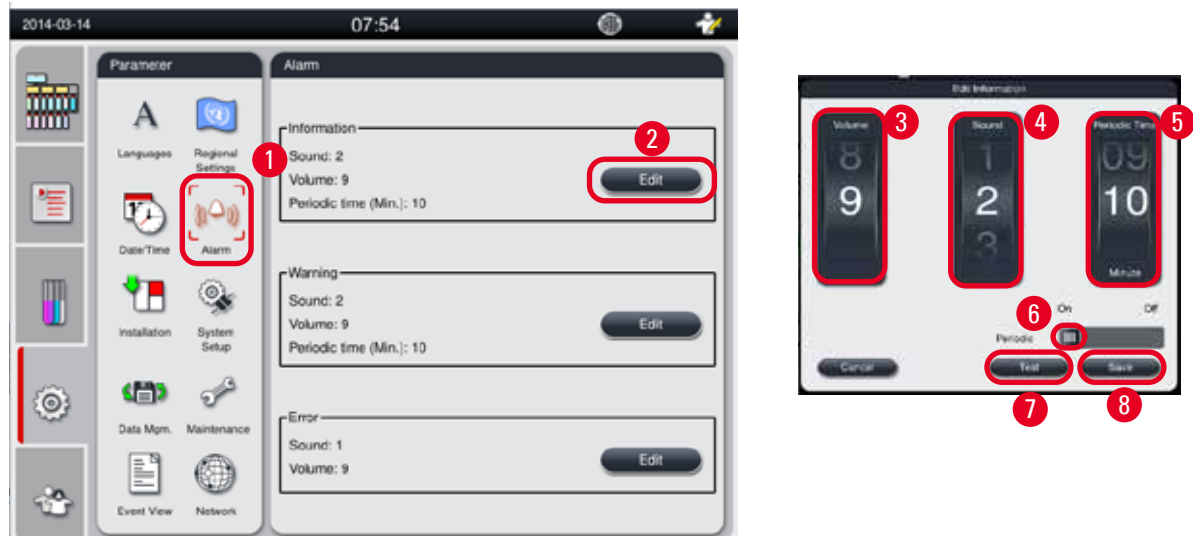 2014-03-14
07:54
Parameter
Languages
Regional
Settings
Date/Time
Alarm
Installation
System
Setup
Data Mgm.
Maintenance
Event View
Network
1
Alarm
Information
Sound: 2
Volume: 9
Periodic time (Min.): 10
2
Edit
Warning
Sound: 2
Volume: 9
Periodic time (Min.): 10
Edit
Error
Sound: 1
Volume: 9
Edit
Edit Information
Volume
8
9
3
Sound
1
2
3
4
Periodic Time
09
10
Minute
5
On
Off
6
Periodic
Cancel
Test
Save
7
8